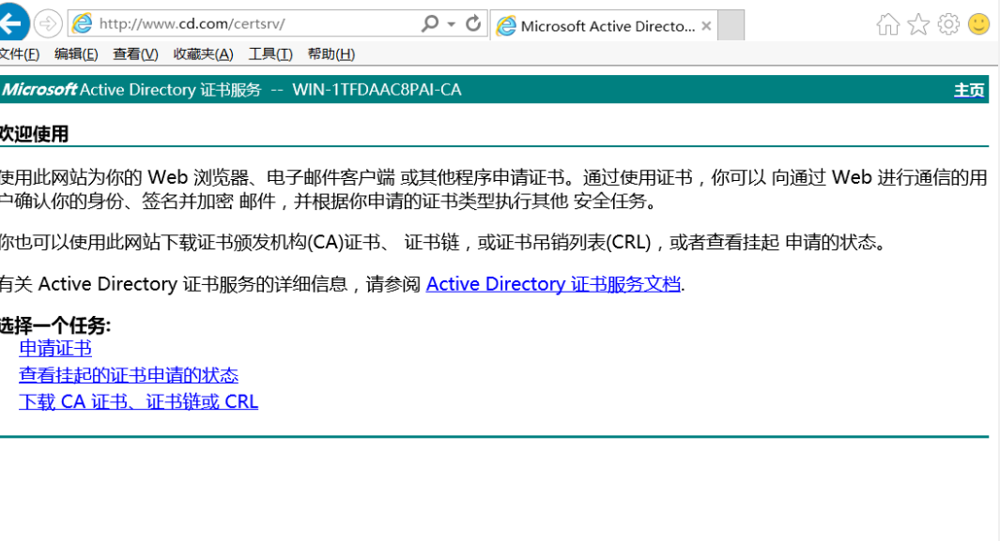 http://www.cd.com/certsrv/
Microsoft Active Directo...
文件(F) 编辑(E) 查看(V) 收藏夹(A) 工具(T) 帮助(H)
Microsoft Active Directory 证书服务 -- WIN-1TFDAAC8PAI-CA 主页
欢迎使用
使用此网站为你的 Web 浏览器、电子邮件客户端 或其他程序申请证书。通过使用证书，你可以 向通过 Web 进行通信的用
户确认你的身份、签名并加密 邮件，并根据你申请的证书类型执行其他 安全任务。
你也可以使用此网站下载证书颁发机构(CA)证书、 证书链，或证书吊销列表(CRL)，或者查看挂起 申请的状态。
有关 Active Directory 证书服务的详细信息，请参阅 Active Directory 证书服务文档.
选择一个任务:
申请证书
查看挂起的证书申请的状态
下载 CA 证书、证书链或 CRL